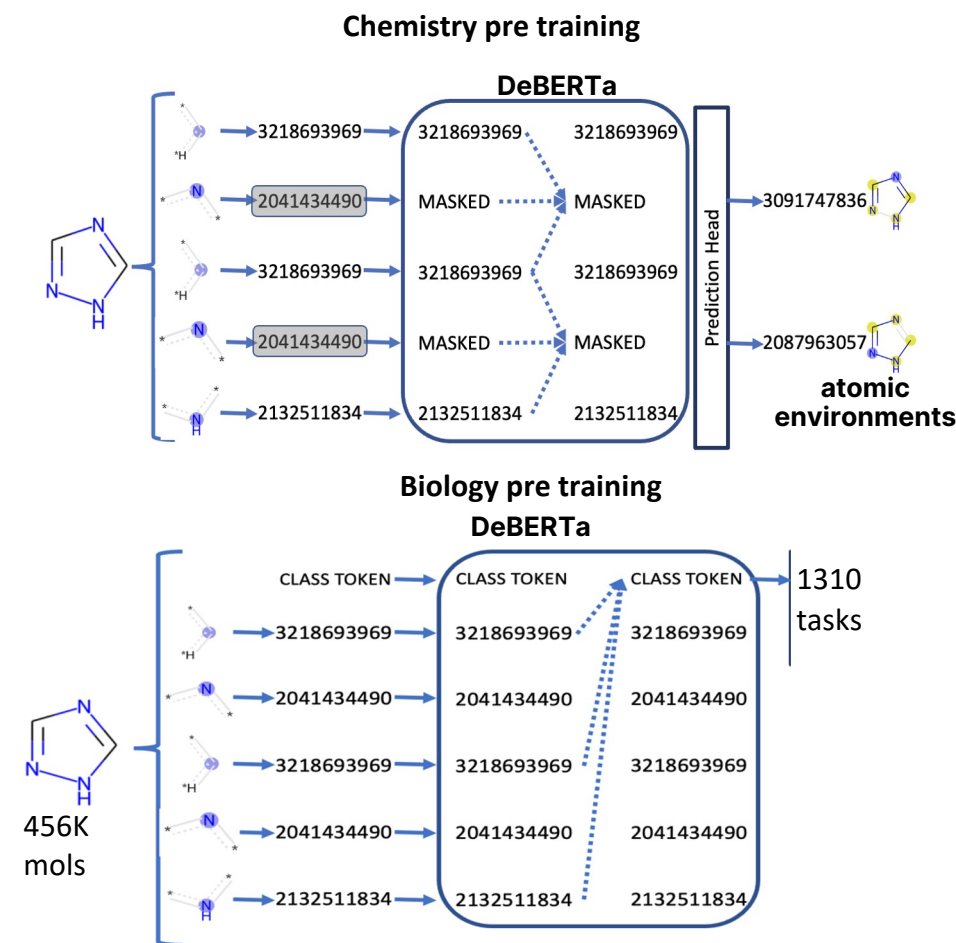 Chemistry pre training
DeBERTa
*
*H
3218693969 3218693969 3218693969
N
* *
2041434490 MASKED MASKED 3091747836 N N N H
*
*H
3218693969 3218693969 3218693969
N N N H
Prediction Head
N
* *
2041434490 MASKED MASKED 2087963057 N N N H
* *
N H
2132511834 2132511834 2132511834
atomic
environments
Biology pre training
DeBERTa
CLASS TOKEN CLASS TOKEN CLASS TOKEN 1310
tasks
*
*H
3218693969 3218693969 3218693969
N
* *
2041434490 2041434490 2041434490
N N N H
*
*H
3218693969 3218693969 3218693969
456K
mols
N
* *
2041434490 2041434490 2041434490
* *
N H
2132511834 2132511834 2132511834